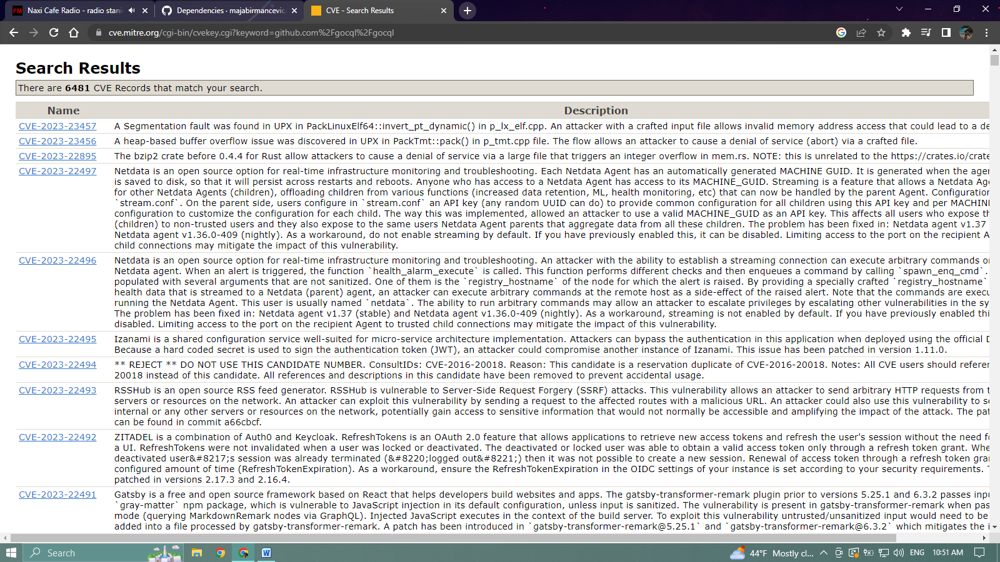 Naxi Cafe Radio - radio stani
Dependencies · majabirmancevic
CVE - Search Results
cve.mitre.org/cgi-bin/cvekey.cgi?keyword=github.com%2Fgocql%2Fgocql
Search Results
There are 6481 CVE Records that match your search.
Name Description
CVE-2023-23457 A Segmentation fault was found in UPX in PackLinuxElf64::invert_pt_dynamic() in p_lx_elf.cpp. An attacker with a crafted input file allows invalid memory address access that could lead to a de
CVE-2023-23456 A heap-based buffer overflow issue was discovered in UPX in PackTmt::pack() in p_tmt.cpp file. The flow allows an attacker to cause a denial of service (abort) via a crafted file.
CVE-2023-22895 The bzip2 crate before 0.4.4 for Rust allow attackers to cause a denial of service via a large file that triggers an integer overflow in mem.rs. NOTE: this is unrelated to the https://crates.io/crate
CVE-2023-22497 Netdata is an open source option for real-time infrastructure monitoring and troubleshooting. Each Netdata Agent has an automatically generated MACHINE GUID. It is generated when the agen
is saved to disk, so that it will persist across restarts and reboots. Anyone who has access to a Netdata Agent has access to its MACHINE_GUID. Streaming is a feature that allows a Netdata Ag
for other Netdata Agents (children), offloading children from various functions (increased data retention, ML, health monitoring, etc) that can now be handled by the parent Agent. Configuration
`stream.conf`. On the parent side, users configure in `stream.conf` an API key (any random UUID can do) to provide common configuration for all children using this API key and per MACHIN
configuration to customize the configuration for each child. The way this was implemented, allowed an attacker to use a valid MACHINE_GUID as an API key. This affects all users who expose th
(children) to non-trusted users and they also expose to the same users Netdata Agent parents that aggregate data from all these children. The problem has been fixed in: Netdata agent v1.37
Netdata agent v1.36.0-409 (nightly). As a workaround, do not enable streaming by default. If you have previously enabled this, it can be disabled. Limiting access to the port on the recipient A
child connections may mitigate the impact of this vulnerability.
CVE-2023-22496 Netdata is an open source option for real-time infrastructure monitoring and troubleshooting. An attacker with the ability to establish a streaming connection can execute arbitrary commands o
Netdata agent. When an alert is triggered, the function `health_alarm_execute` is called. This function performs different checks and then enqueues a command by calling `spawn_enq_cmd`.
populated with several arguments that are not sanitized. One of them is the `registry_hostname` of the node for which the alert is raised. By providing a specially crafted `registry_hostname`
health data that is streamed to a Netdata (parent) agent, an attacker can execute arbitrary commands at the remote host as a side-effect of the raised alert. Note that the commands are execu
running the Netdata Agent. This user is usually named `netdata`. The ability to run arbitrary commands may allow an attacker to escalate privileges by escalating other vulnerabilities in the sy
The problem has been fixed in: Netdata agent v1.37 (stable) and Netdata agent v1.36.0-409 (nightly). As a workaround, streaming is not enabled by default. If you have previously enabled thi
disabled. Limiting access to the port on the recipient Agent to trusted child connections may mitigate the impact of this vulnerability.
CVE-2023-22495 Izanami is a shared configuration service well-suited for micro-service architecture implementation. Attackers can bypass the authentication in this application when deployed using the official D
Because a hard coded secret is used to sign the authentication token (JWT), an attacker could compromise another instance of Izanami. This issue has been patched in version 1.11.0.
CVE-2023-22494 ** REJECT ** DO NOT USE THIS CANDIDATE NUMBER. ConsultIDs: CVE-2016-20018. Reason: This candidate is a reservation duplicate of CVE-2016-20018. Notes: All CVE users should referen
20018 instead of this candidate. All references and descriptions in this candidate have been removed to prevent accidental usage.
CVE-2023-22493 RSSHub is an open source RSS feed generator. RSSHub is vulnerable to Server-Side Request Forgery (SSRF) attacks. This vulnerability allows an attacker to send arbitrary HTTP requests from t
servers or resources on the network. An attacker can exploit this vulnerability by sending a request to the affected routes with a malicious URL. An attacker could also use this vulnerability to se
internal or any other servers or resources on the network, potentially gain access to sensitive information that would not normally be accessible and amplifying the impact of the attack. The pat
can be found in commit a66cbcf.
CVE-2023-22492 ZITADEL is a combination of Auth0 and Keycloak. RefreshTokens is an OAuth 2.0 feature that allows applications to retrieve new access tokens and refresh the user's session without the need fo
a UI. RefreshTokens were not invalidated when a user was locked or deactivated. The deactivated or locked user was able to obtain a valid access token only through a refresh token grant. Whe
deactivated user&#8217;s session was already terminated (&#8220;logged out&#8221;) then it was not possible to create a new session. Renewal of access token through a refresh token gran
configured amount of time (RefreshTokenExpiration). As a workaround, ensure the RefreshTokenExpiration in the OIDC settings of your instance is set according to your security requirements. T
patched in versions 2.17.3 and 2.16.4.
CVE-2023-22491 Gatsby is a free and open source framework based on React that helps developers build websites and apps. The gatsby-transformer-remark plugin prior to versions 5.25.1 and 6.3.2 passes inpu
`gray-matter` npm package, which is vulnerable to JavaScript injection in its default configuration, unless input is sanitized. The vulnerability is present in gatsby-transformer-remark when pas
mode (querying MarkdownRemark nodes via GraphQL). Injected JavaScript executes in the context of the build server. To exploit this vulnerability untrusted/unsanitized input would need to be
added into a file processed by gatsby-transformer-remark. A patch has been introduced in `gatsby-transformer-remark@5.25.1` and `gatsby-transformer-remark@6.3.2` which mitigates the i
Search
44°F Mostly cl... ENG 10:51 AM